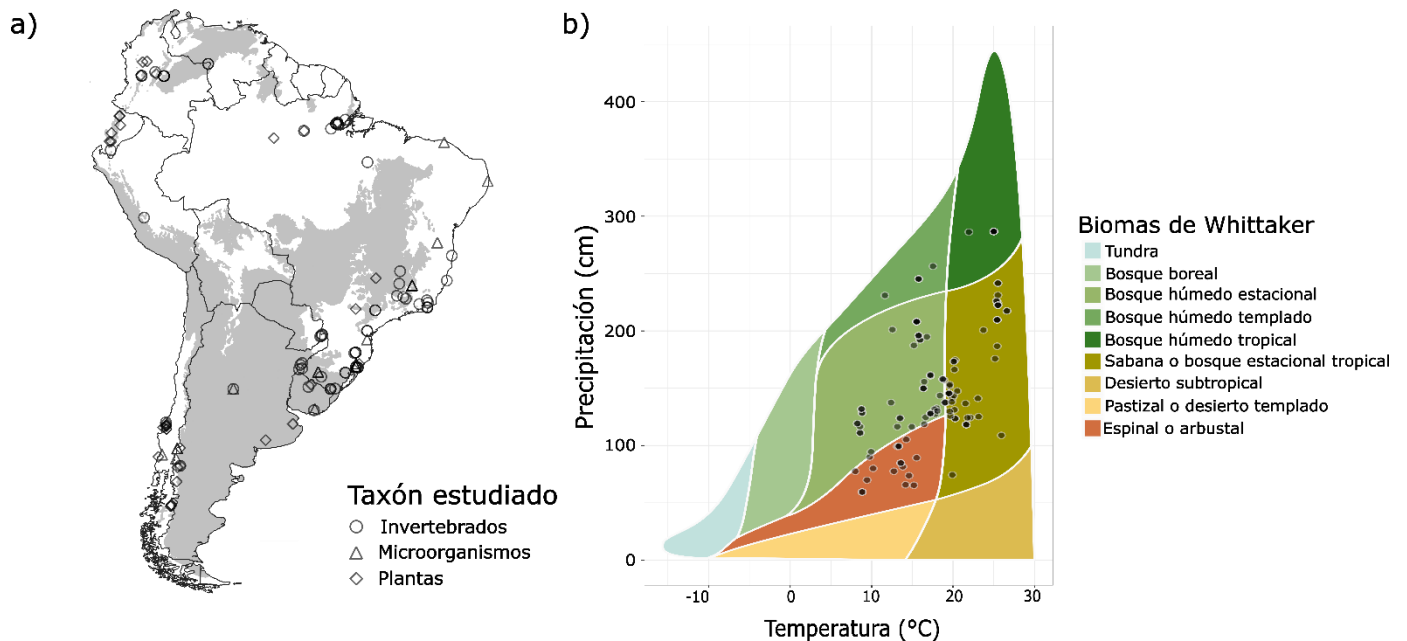 a)
Taxón estudiado
Invertebrados
Microorganismos
Plantas
b)
Precipitación (cm)
400
300
200
100
0
-10
0
10
20
30
Temperatura (°C)
Biomas de Whittaker
Tundra
Bosque boreal
Bosque húmedo estacional
Bosque húmedo templado
Bosque húmedo tropical
Sabana o bosque estacional tropical
Desierto subtropical
Pastizal o desierto templado
Espinal o arbustal